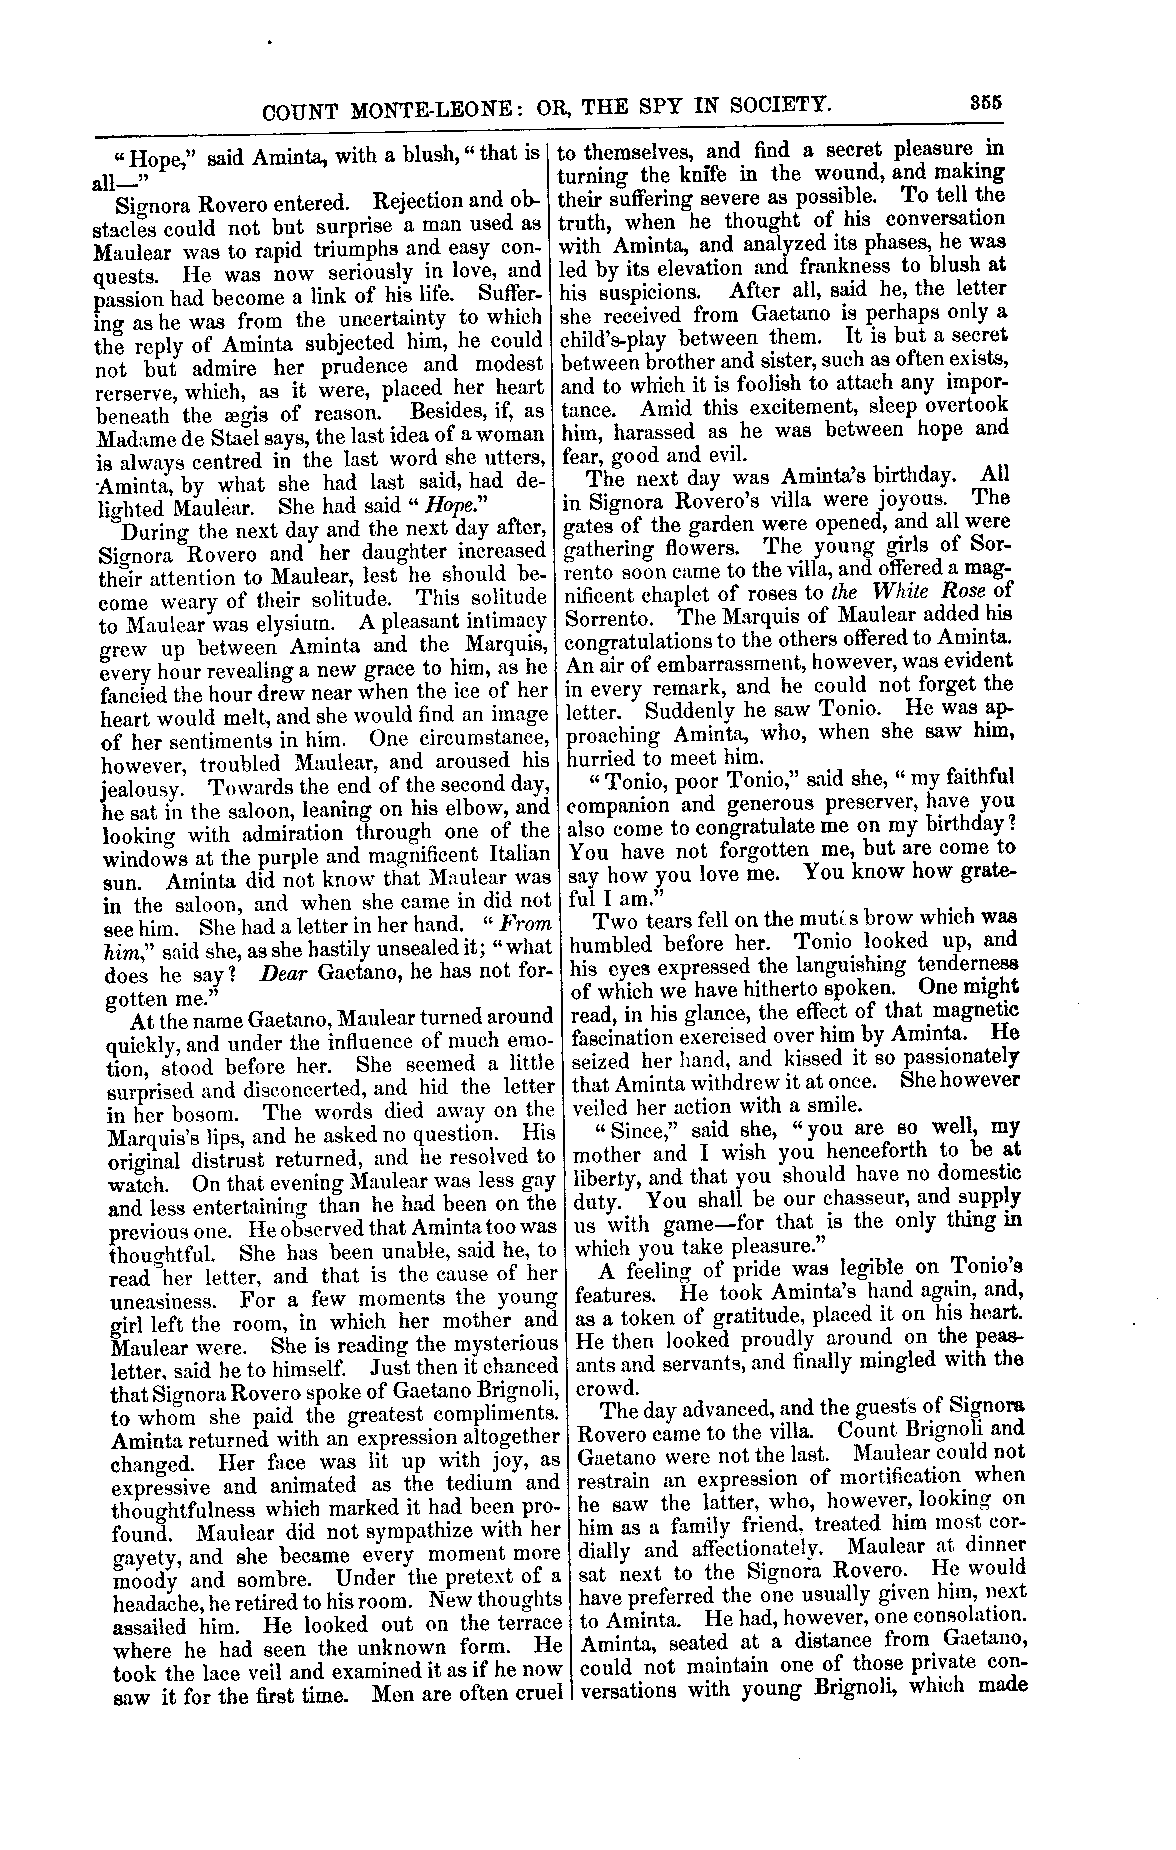 COUNT MONTE-LEONE: OR, THE SPY IN SOCIETY. 355
"Hope," said Aminta, with a blush, "that is
all—"
Signora Rovero entered. Rejection and ob-
stacles could not but surprise a man used as
Maulear was to rapid triumphs and easy con-
quests. He was now seriously in love, and
passion had become a link of his life. Suffer-
ing as he was from the uncertainty to which
the reply of Aminta subjected him, he could
not but admire her prudence and modest
rerserve, which, as it were, placed her heart
beneath the ægis of reason. Besides, if, as
Madame de Stael says, the last idea of a woman
is always centred in the last word she utters,
Aminta, by what she had last said, had de-
lighted Maulear. She had said "Hope."
During the next day and the next day after,
Signora Rovero and her daughter increased
their attention to Maulear, lest he should be-
come weary of their solitude. This solitude
to Maulear was elysium. A pleasant intimacy
grew up between Aminta and the Marquis,
every hour revealing a new grace to him, as he
fancied the hour drew near when the ice of her
heart would melt, and she would find an image
of her sentiments in him. One circumstance,
however, troubled Maulear, and aroused his
jealousy. Towards the end of the second day,
he sat in the saloon, leaning on his elbow, and
looking with admiration through one of the
windows at the purple and magnificent Italian
sun. Aminta did not know that Maulear was
in the saloon, and when she came in did not
see him. She had a letter in her hand. "From
him," said she, as she hastily unsealed it; "what
does he say? Dear Gaetano, he has not for-
gotten me."
At the name Gaetano, Maulear turned around
quickly, and under the influence of much emo-
tion, stood before her. She seemed a little
surprised and disconcerted, and hid the letter
in her bosom. The words died away on the
Marquis's lips, and he asked no question. His
original distrust returned, and he resolved to
watch. On that evening Maulear was less gay
and less entertaining than he had been on the
previous one. He observed that Aminta too was
thoughtful. She has been unable, said he, to
read her letter, and that is the cause of her
uneasiness. For a few moments the young
girl left the room, in which her mother and
Maulear were. She is reading the mysterious
letter, said he to himself. Just then it chanced
that Signora Rovero spoke of Gaetano Brignoli,
to whom she paid the greatest compliments.
Aminta returned with an expression altogether
changed. Her face was lit up with joy, as
expressive and animated as the tedium and
thoughtfulness which marked it had been pro-
found. Maulear did not sympathize with her
gayety, and she became every moment more
moody and sombre. Under the pretext of a
headache, he retired to his room. New thoughts
assailed him. He looked out on the terrace
where he had seen the unknown form. He
took the lace veil and examined it as if he now
saw it for the first time. Men are often cruel
to themselves, and find a secret pleasure in
turning the knife in the wound, and making
their suffering severe as possible. To tell the
truth, when he thought of his conversation
with Aminta, and analyzed its phases, he was
led by its elevation and frankness to blush at
his suspicions. After all, said he, the letter
she received from Gaetano is perhaps only a
child's-play between them. It is but a secret
between brother and sister, such as often exists,
and to which it is foolish to attach any impor-
tance. Amid this excitement, sleep overtook
him, harassed as he was between hope and
fear, good and evil.
The next day was Aminta's birthday. All
in Signora Rovero's villa were joyous. The
gates of the garden were opened, and all were
gathering flowers. The young girls of Sor-
rento soon came to the villa, and offered a mag-
nificent chaplet of roses to the White Rose of
Sorrento. The Marquis of Maulear added his
congratulations to the others offered to Aminta.
An air of embarrassment, however, was evident
in every remark, and he could not forget the
letter. Suddenly he saw Tonio. He was ap-
proaching Aminta, who, when she saw him,
hurried to meet him.
"Tonio, poor Tonio," said she, "my faithful
companion and generous preserver, have you
also come to congratulate me on my birthday?
You have not forgotten me, but are come to
say how you love me. You know how grate-
ful I am."
Two tears fell on the mute's brow which was
humbled before her. Tonio looked up, and
his eyes expressed the languishing tenderness
of which we have hitherto spoken. One might
read, in his glance, the effect of that magnetic
fascination exercised over him by Aminta. He
seized her hand, and kissed it so passionately
that Aminta withdrew it at once. She however
veiled her action with a smile.
"Since," said she, "you are so well, my
mother and I wish you henceforth to be at
liberty, and that you should have no domestic
duty. You shall be our chasseur, and supply
us with game—for that is the only thing in
which you take pleasure."
A feeling of pride was legible on Tonio's
features. He took Aminta's hand again, and,
as a token of gratitude, placed it on his heart.
He then looked proudly around on the peas-
ants and servants, and finally mingled with the
crowd.
The day advanced, and the guests of Signora
Rovero came to the villa. Count Brignoli and
Gaetano were not the last. Maulear could not
restrain an expression of mortification when
he saw the latter, who, however, looking on
him as a family friend, treated him most cor-
dially and affectionately. Maulear at dinner
sat next to the Signora Rovero. He would
have preferred the one usually given him, next
to Aminta. He had, however, one consolation.
Aminta, seated at a distance from Gaetano,
could not maintain one of those private con-
versations with young Brignoli, which made